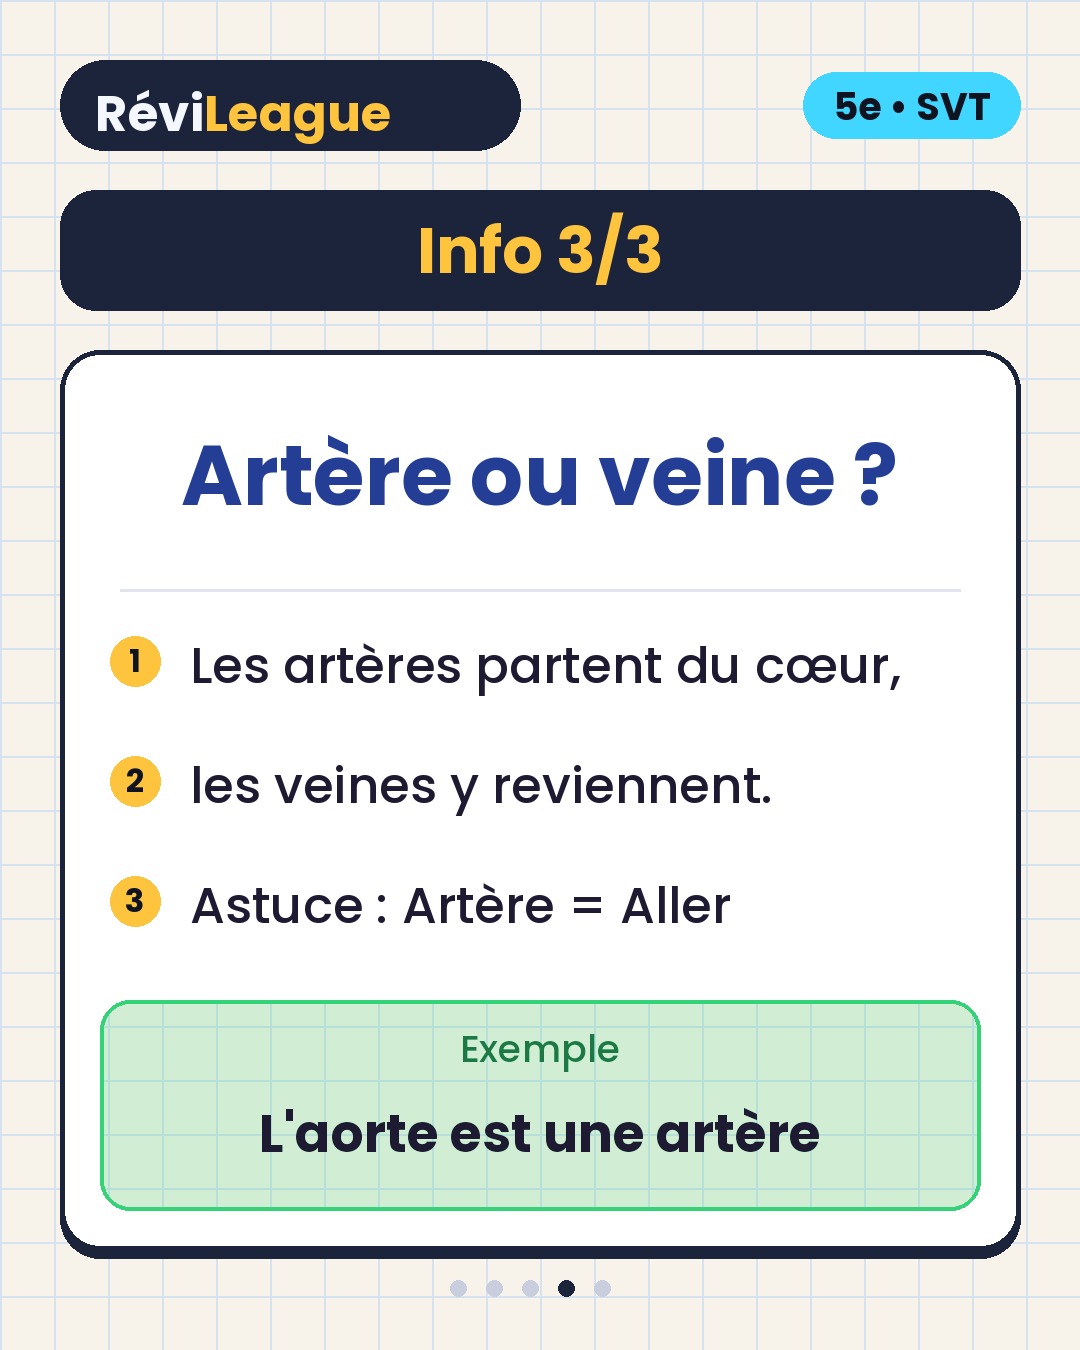 RéviLeague
5e • SVT
Info 3/3
Artère ou veine ?
1 Les artères partent du cœur,
2 les veines y reviennent.
3 Astuce : Artère = Aller
Exemple
L'aorte est une artère